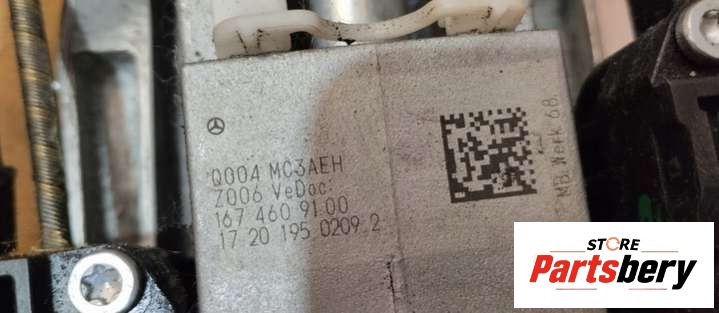 Q004 MC3AEH
Z006 VeDoc.
167 460 91 00
17 20 195 0209 2
MB Werk 68
STORE
Partsbery